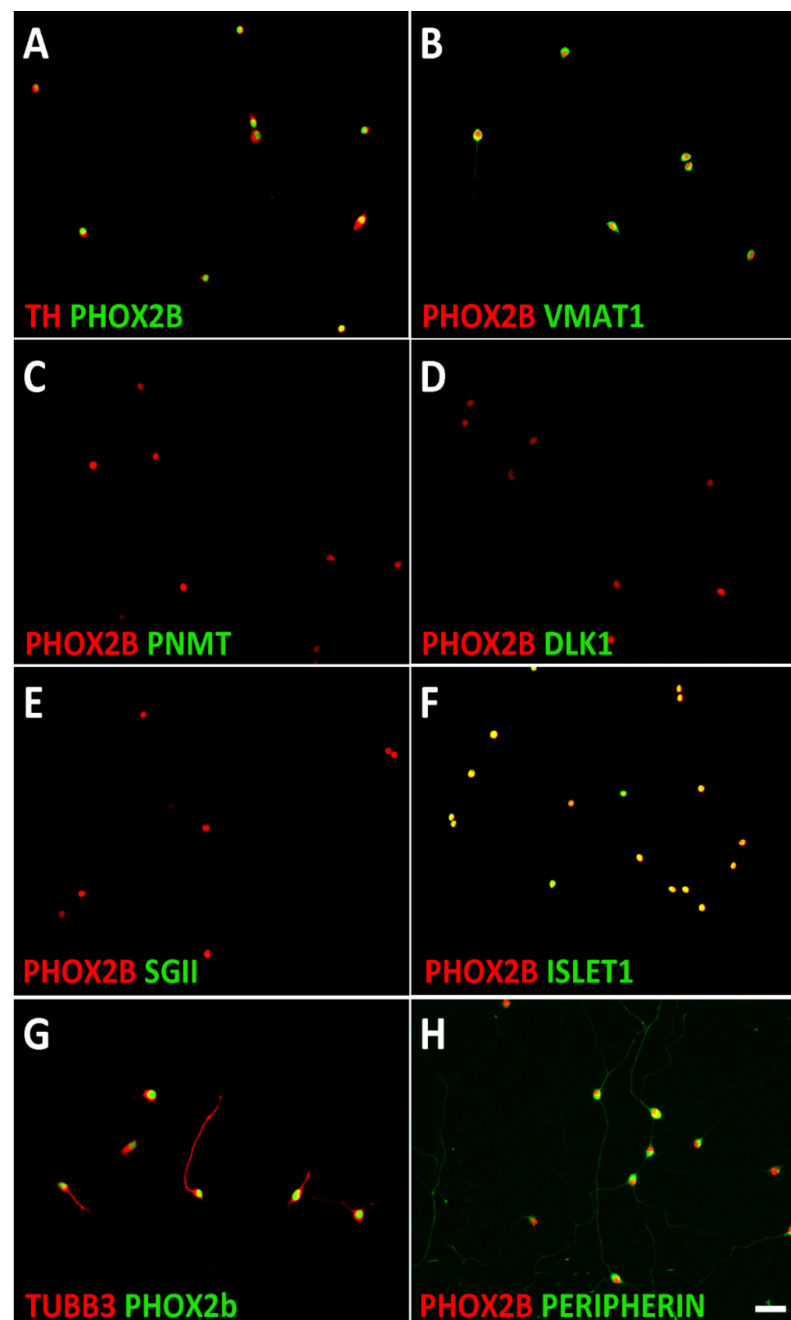 A
B
TH PHOX2B
PHOX2B VMAT1
C
D
PHOX2B PNMT
PHOX2B DLK1
E
F
PHOX2B SGII
PHOX2B ISLET1
G
H
TUBB3 PHOX2b
PHOX2B PERIPHERIN